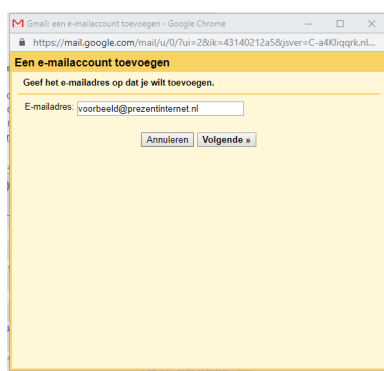 Gmail: een e-mailaccount toevoegen - Google Chrome
https://mail.google.com/mail/u/0/?ui=2&ik=43140212a5&jsver=C-a4Kliqqrk.nl...
Een e-mailaccount toevoegen
Geef het e-mailadres op dat je wilt toevoegen.
E-mailadres: voorbeeld@prezentinternet.nl
Annuleren Volgende »